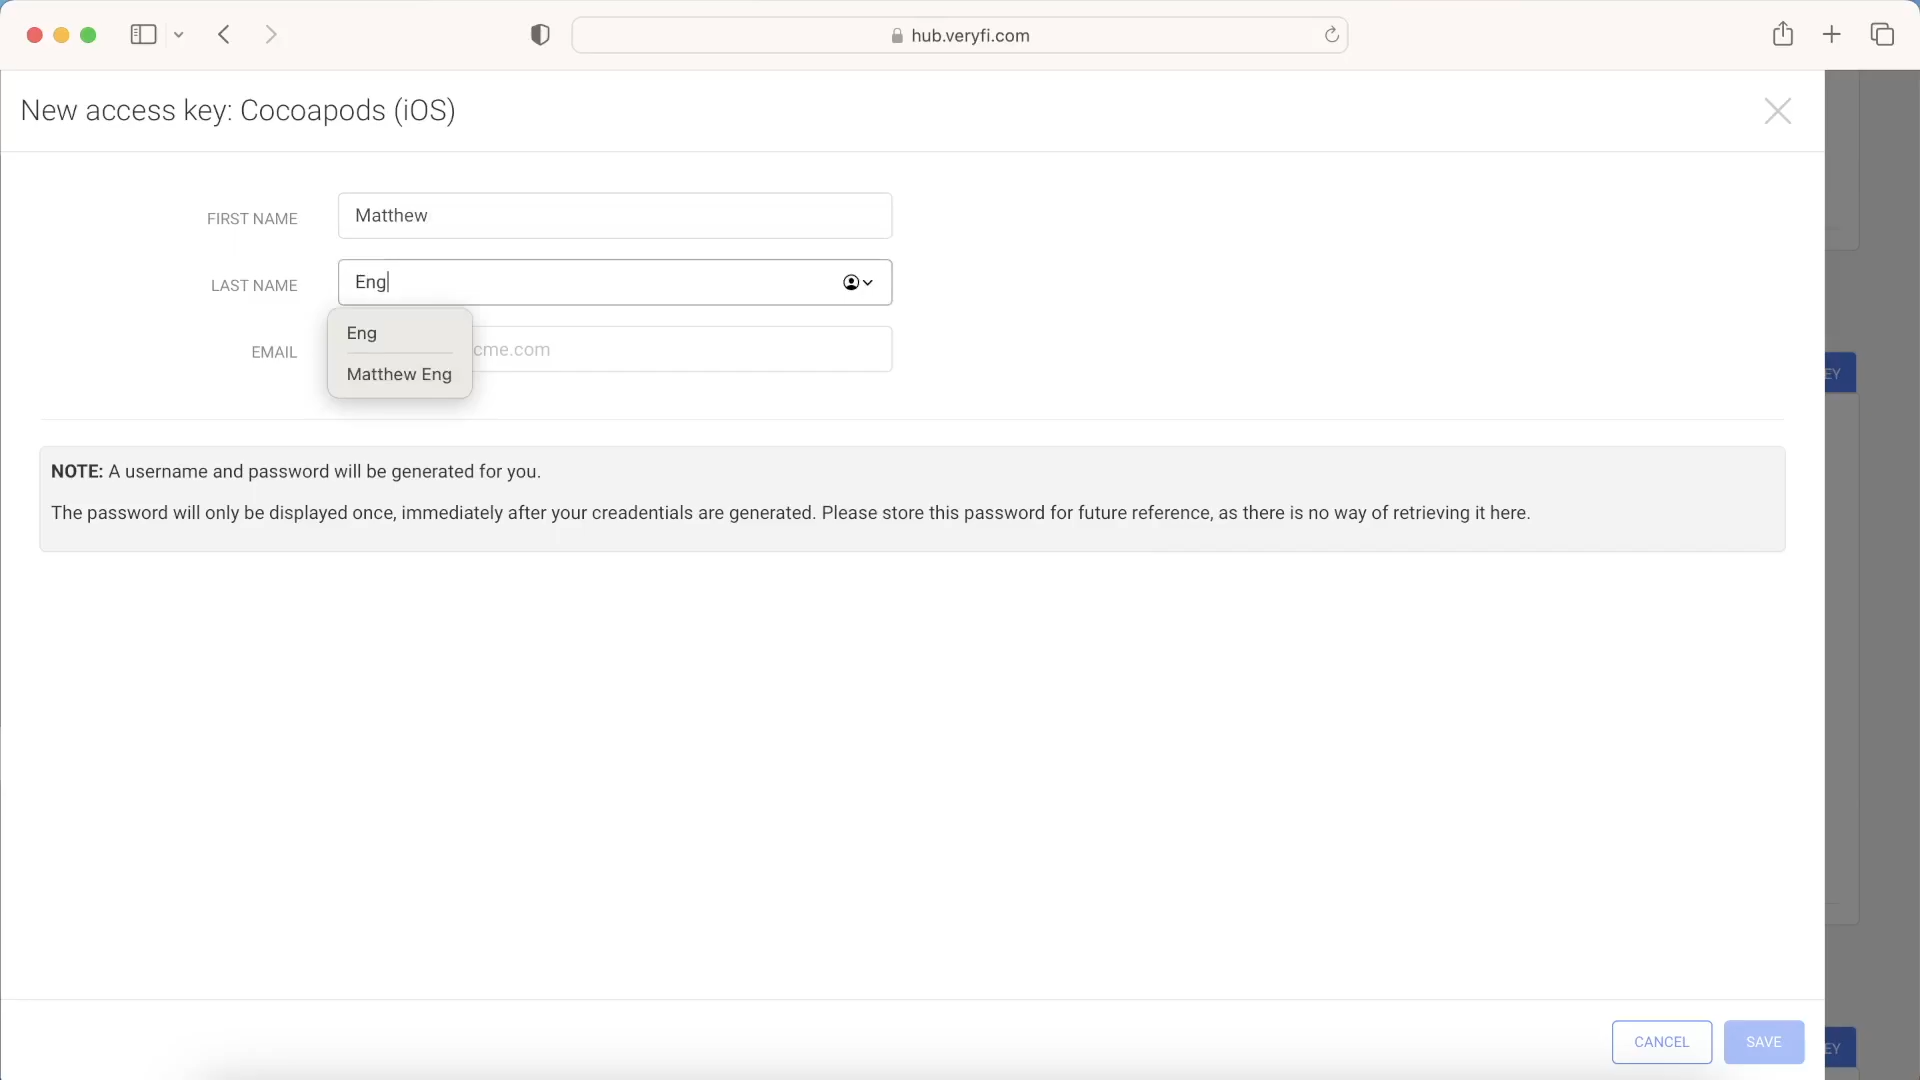 hub.veryfi.com
New access key: Cocoapods (iOS)
FIRST NAME
Matthew
LAST NAME
Eng
Eng
Matthew Eng
EMAIL
cme.com
EY
NOTE: A username and password will be generated for you.
The password will only be displayed once, immediately after your creadentials are generated. Please store this password for future reference, as there is no way of retrieving it here.
CANCEL
SAVE
EY